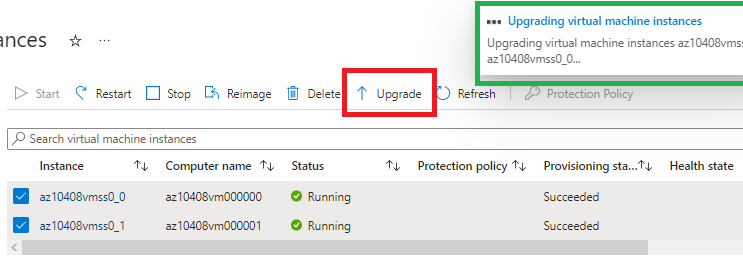 ances ☆ ...
Upgrading virtual machine instances
Upgrading virtual machine instances az10408vmss
az10408vmss0_0...
Start Restart Stop Reimage Delete Upgrade Refresh Protection Policy
Search virtual machine instances
Instance ↑↓ Computer name ↑↓ Status ↑↓ Protection policy ↑↓ Provisioning sta... ↑↓ Health state
az10408vmss0_0 az10408vm000000 Running Succeeded
az10408vmss0_1 az10408vm000001 Running Succeeded